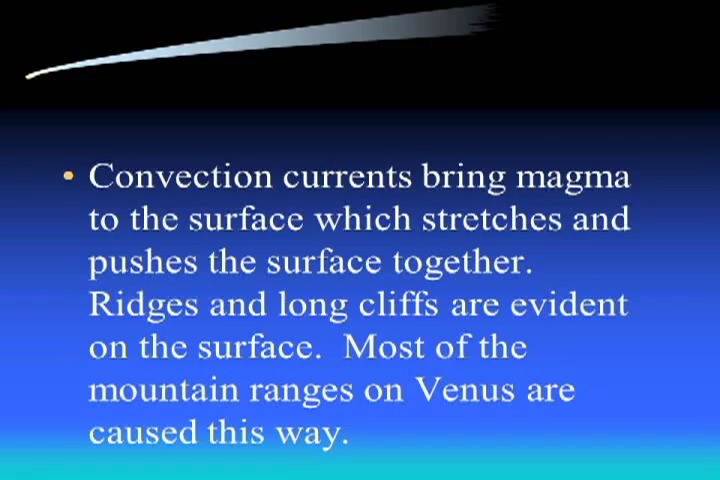 • Convection currents bring magma
to the surface which stretches and
pushes the surface together.
Ridges and long cliffs are evident
on the surface.  Most of the
mountain ranges on Venus are
caused this way.